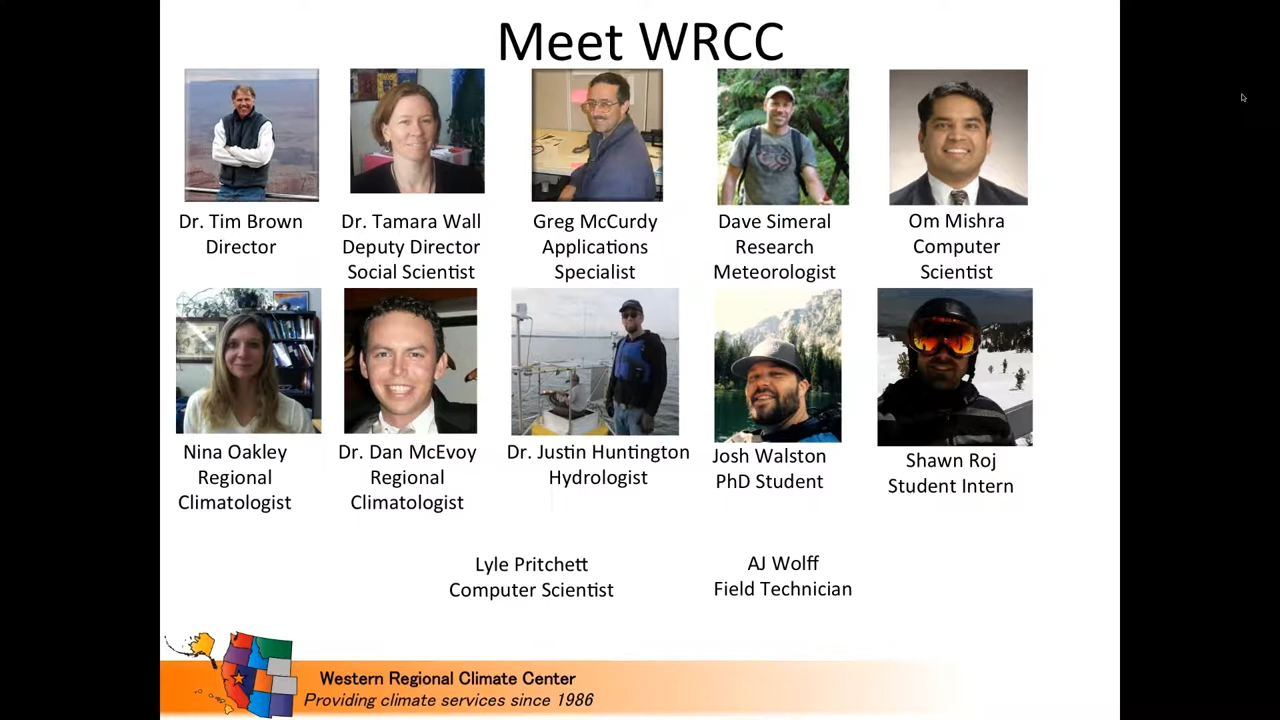 Meet WRCC
Dr. Tim Brown
Director
Dr. Tamara Wall
Deputy Director
Social Scientist
Greg McCurdy
Applications
Specialist
Dave Simeral
Research
Meteorologist
Om Mishra
Computer
Scientist
Nina Oakley
Regional
Climatologist
Dr. Dan McEvoy
Regional
Climatologist
Dr. Justin Huntington
Hydrologist
Josh Walston
PhD Student
Shawn Roj
Student Intern
Lyle Pritchett
Computer Scientist
AJ Wolff
Field Technician
Western Regional Climate Center
Providing climate services since 1986